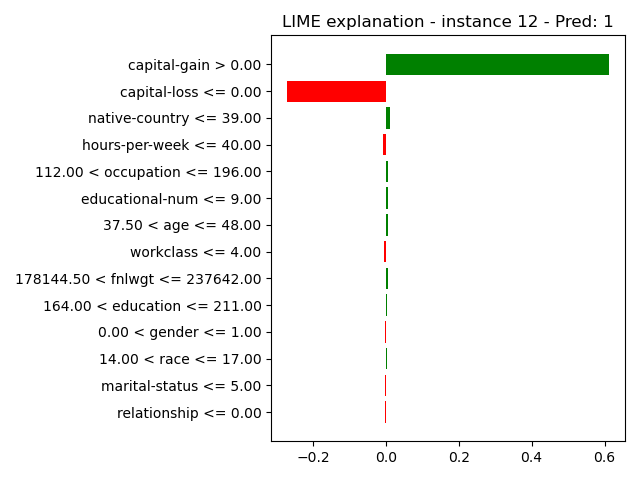 LIME explanation - instance 12 - Pred: 1
capital-gain > 0.00
capital-loss <= 0.00
native-country <= 39.00
hours-per-week <= 40.00
112.00 < occupation <= 196.00
educational-num <= 9.00
37.50 < age <= 48.00
workclass <= 4.00
178144.50 < fnlwgt <= 237642.00
164.00 < education <= 211.00
0.00 < gender <= 1.00
14.00 < race <= 17.00
marital-status <= 5.00
relationship <= 0.00
−0.2 0.0 0.2 0.4 0.6